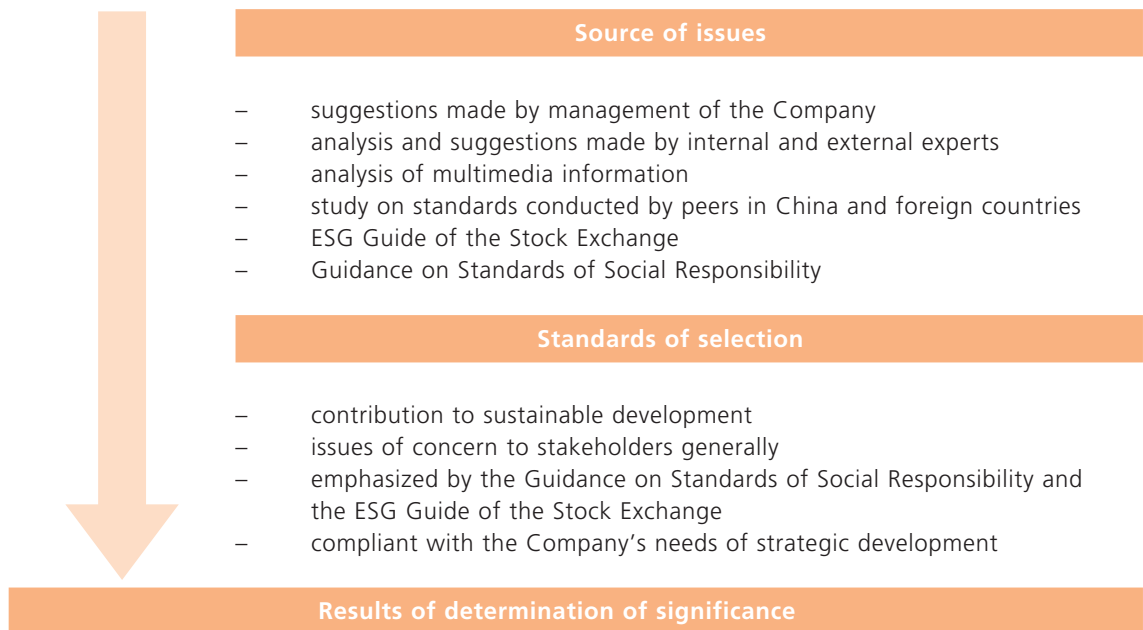 Source of issues
– suggestions made by management of the Company
– analysis and suggestions made by internal and external experts
– analysis of multimedia information
– study on standards conducted by peers in China and foreign countries
– ESG Guide of the Stock Exchange
– Guidance on Standards of Social Responsibility
Standards of selection
– contribution to sustainable development
– issues of concern to stakeholders generally
– emphasized by the Guidance on Standards of Social Responsibility and
the ESG Guide of the Stock Exchange
– compliant with the Company’s needs of strategic development
Results of determination of significance